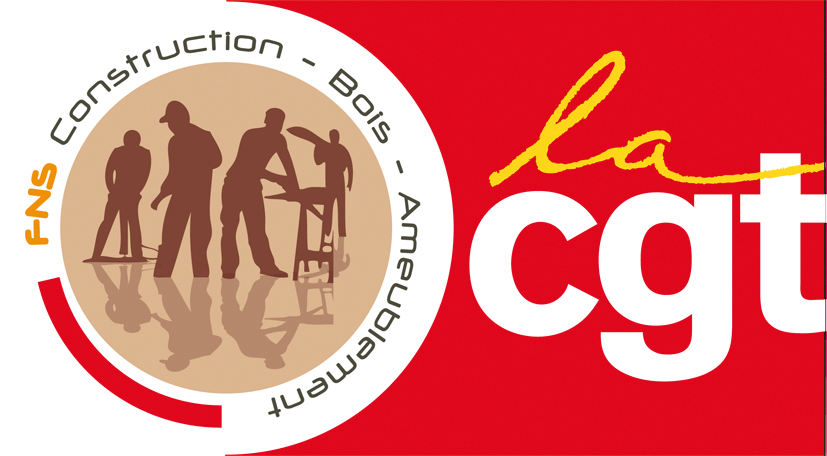 FNS Construction - Bois - Ameublement
la
cgt